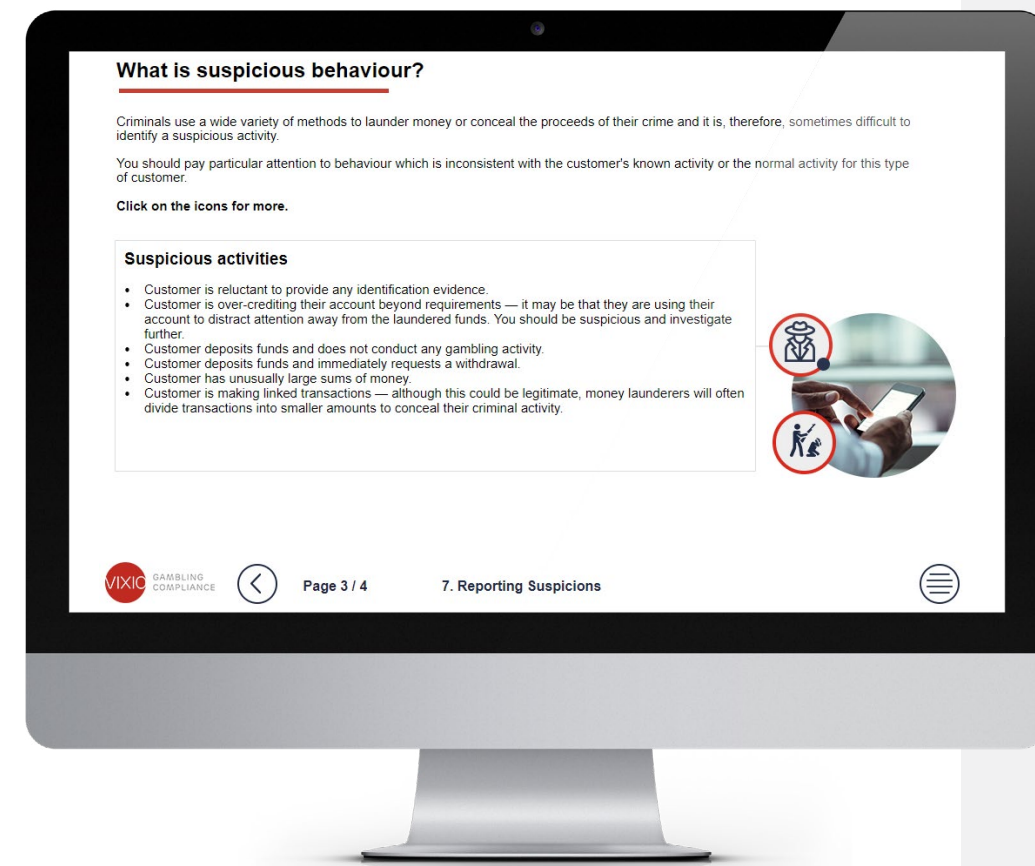 What is suspicious behaviour?
Criminals use a wide variety of methods to launder money or conceal the proceeds of their crime and it is, therefore, sometimes difficult to
identify a suspicious activity.
You should pay particular attention to behaviour which is inconsistent with the customer's known activity or the normal activity for this type
of customer.
Click on the icons for more.
Suspicious activities
• Customer is reluctant to provide any identification evidence.
• Customer is over-crediting their account beyond requirements — it may be that they are using their
account to distract attention away from the laundered funds. You should be suspicious and investigate
further.
• Customer deposits funds and does not conduct any gambling activity.
• Customer deposits funds and immediately requests a withdrawal.
• Customer has unusually large sums of money.
• Customer is making linked transactions — although this could be legitimate, money launderers will often
divide transactions into smaller amounts to conceal their criminal activity.
VIXIO GAMBLING
COMPLIANCE
Page 3 / 4
7. Reporting Suspicions